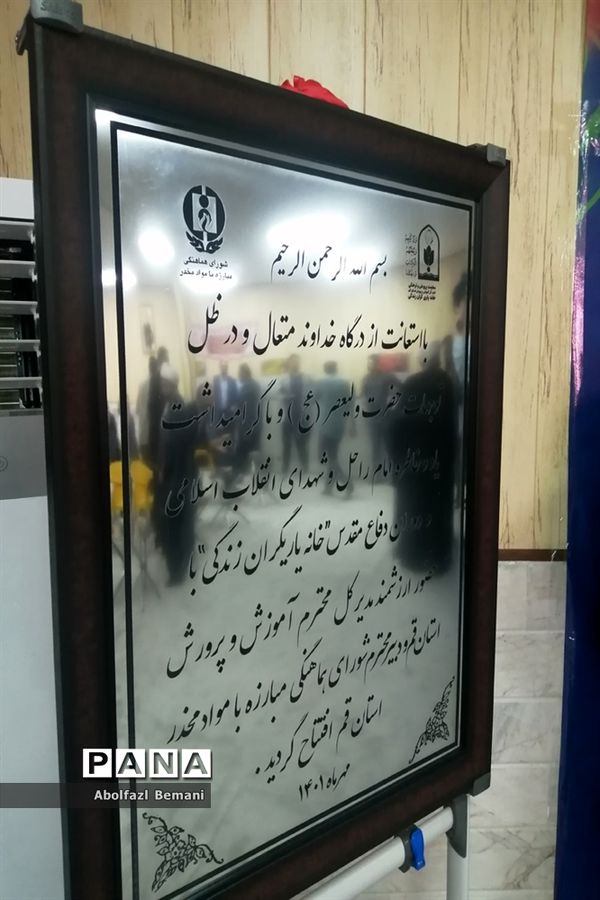 شورای هماهنگی
مبارزه با مواد مخدر
بسم الله الرحمن الرحیم
با استعانت از درگاه خداوند متعال و در ظل
توجهات حضرت ولیعصر (عج) و با گرامیداشت
یاد و خاطره امام راحل و شهدای انقلاب اسلامی
و دوران دفاع مقدس "خانه یاریگران زندگی" با
حضور ارزشمند مدیر کل محترم آموزش و پرورش
استان قم و دبیر محترم شورای هماهنگی مبارزه با مواد مخدر
استان قم افتتاح گردید .
مهرماه ۱۴۰۱
PANA
Abolfazl Bemani